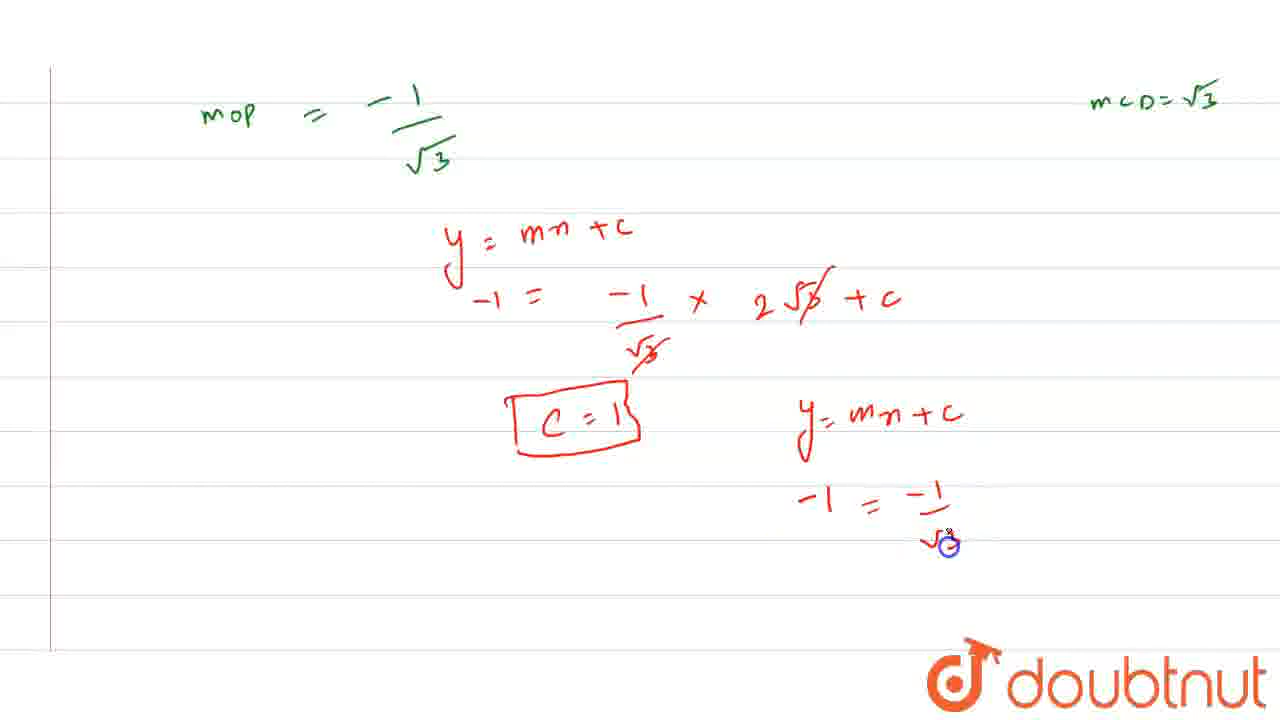 mOP = -1/√3
mCD = √3
y = mx + c
-1 = -1/√3 × 2√3 + c
C = 1
y = mx + c
-1 = -1/√3
doubtnut